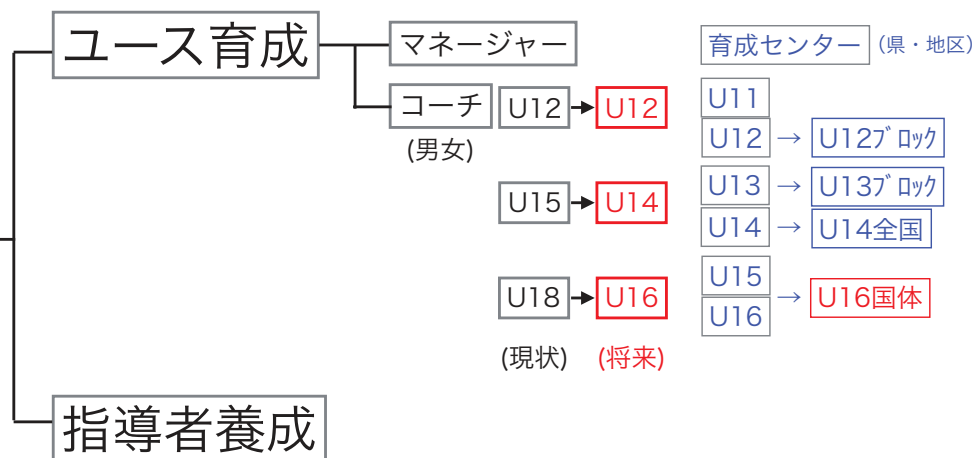 ユース育成
マネージャー
育成センター (県・地区)
コーチ U12 → U12
(男女)
U11
U12 → U12ブロック
U15 → U14
U13 → U13ブロック
U14 → U14全国
U18 → U16
U15
U16
→ U16国体
(現状) (将来)
指導者養成